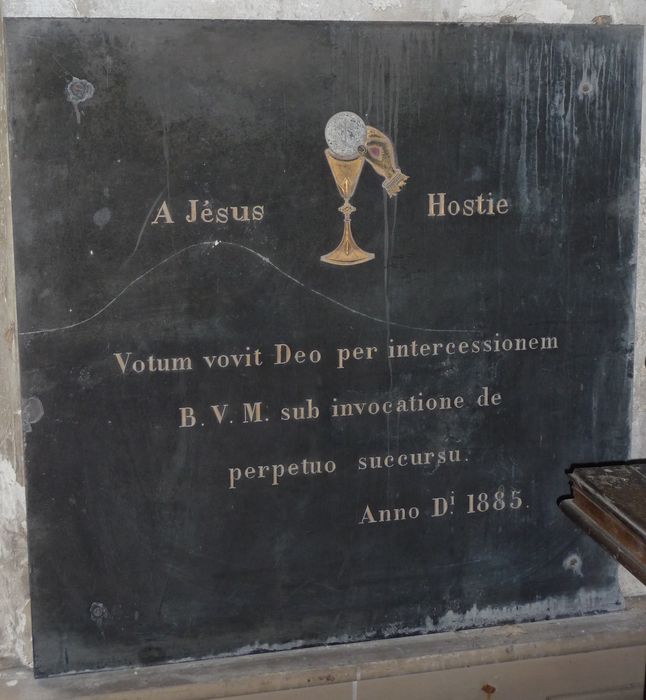 A Jésus Hostie
Votum vovit Deo per intercessionem
B. V. M. sub invocatione de
perpetuo succursu.
Anno Di. 1885.